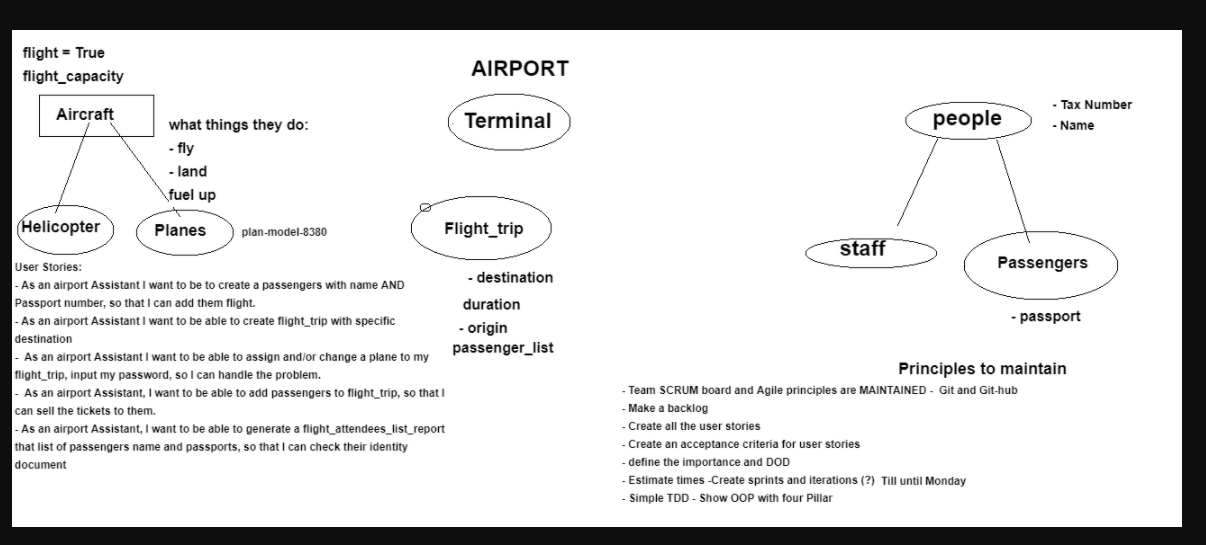 flight = True
flight_capacity
Aircraft
what things they do:
- fly
- land
fuel up
Helicopter
Planes
plan-model-8380
User Stories:
- As an airport Assistant I want to be to create a passengers with name AND
Passport number, so that I can add them flight.
- As an airport Assistant I want to be able to create flight_trip with specific
destination
- As an airport Assistant I want to be able to assign and/or change a plane to my
flight_trip, input my password, so I can handle the problem.
- As an airport Assistant, I want to be able to add passengers to flight_trip, so that I
can sell the tickets to them.
- As an airport Assistant, I want to be able to generate a flight_attendees_list_report
that list of passengers name and passports, so that I can check their identity
document
AIRPORT
Terminal
Flight_trip
- destination
duration
- origin
passenger_list
people
- Tax Number
- Name
staff
Passengers
- passport
Principles to maintain
- Team SCRUM board and Agile principles are MAINTAINED - Git and Git-hub
- Make a backlog
- Create all the user stories
- Create an acceptance criteria for user stories
- define the importance and DOD
- Estimate times -Create sprints and iterations (?) Till until Monday
- Simple TDD - Show OOP with four Pillar